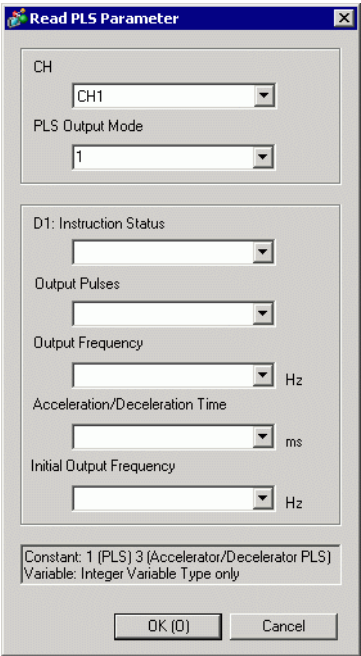 Read PLS Parameter
CH
CH1
PLS Output Mode
1
D1: Instruction Status
Output Pulses
Output Frequency
Hz
Acceleration/Deceleration Time
ms
Initial Output Frequency
Hz
Constant: 1 (PLS) 3 (Accelerator/Decelerator PLS)
Variable: Integer Variable Type only
OK (O) Cancel